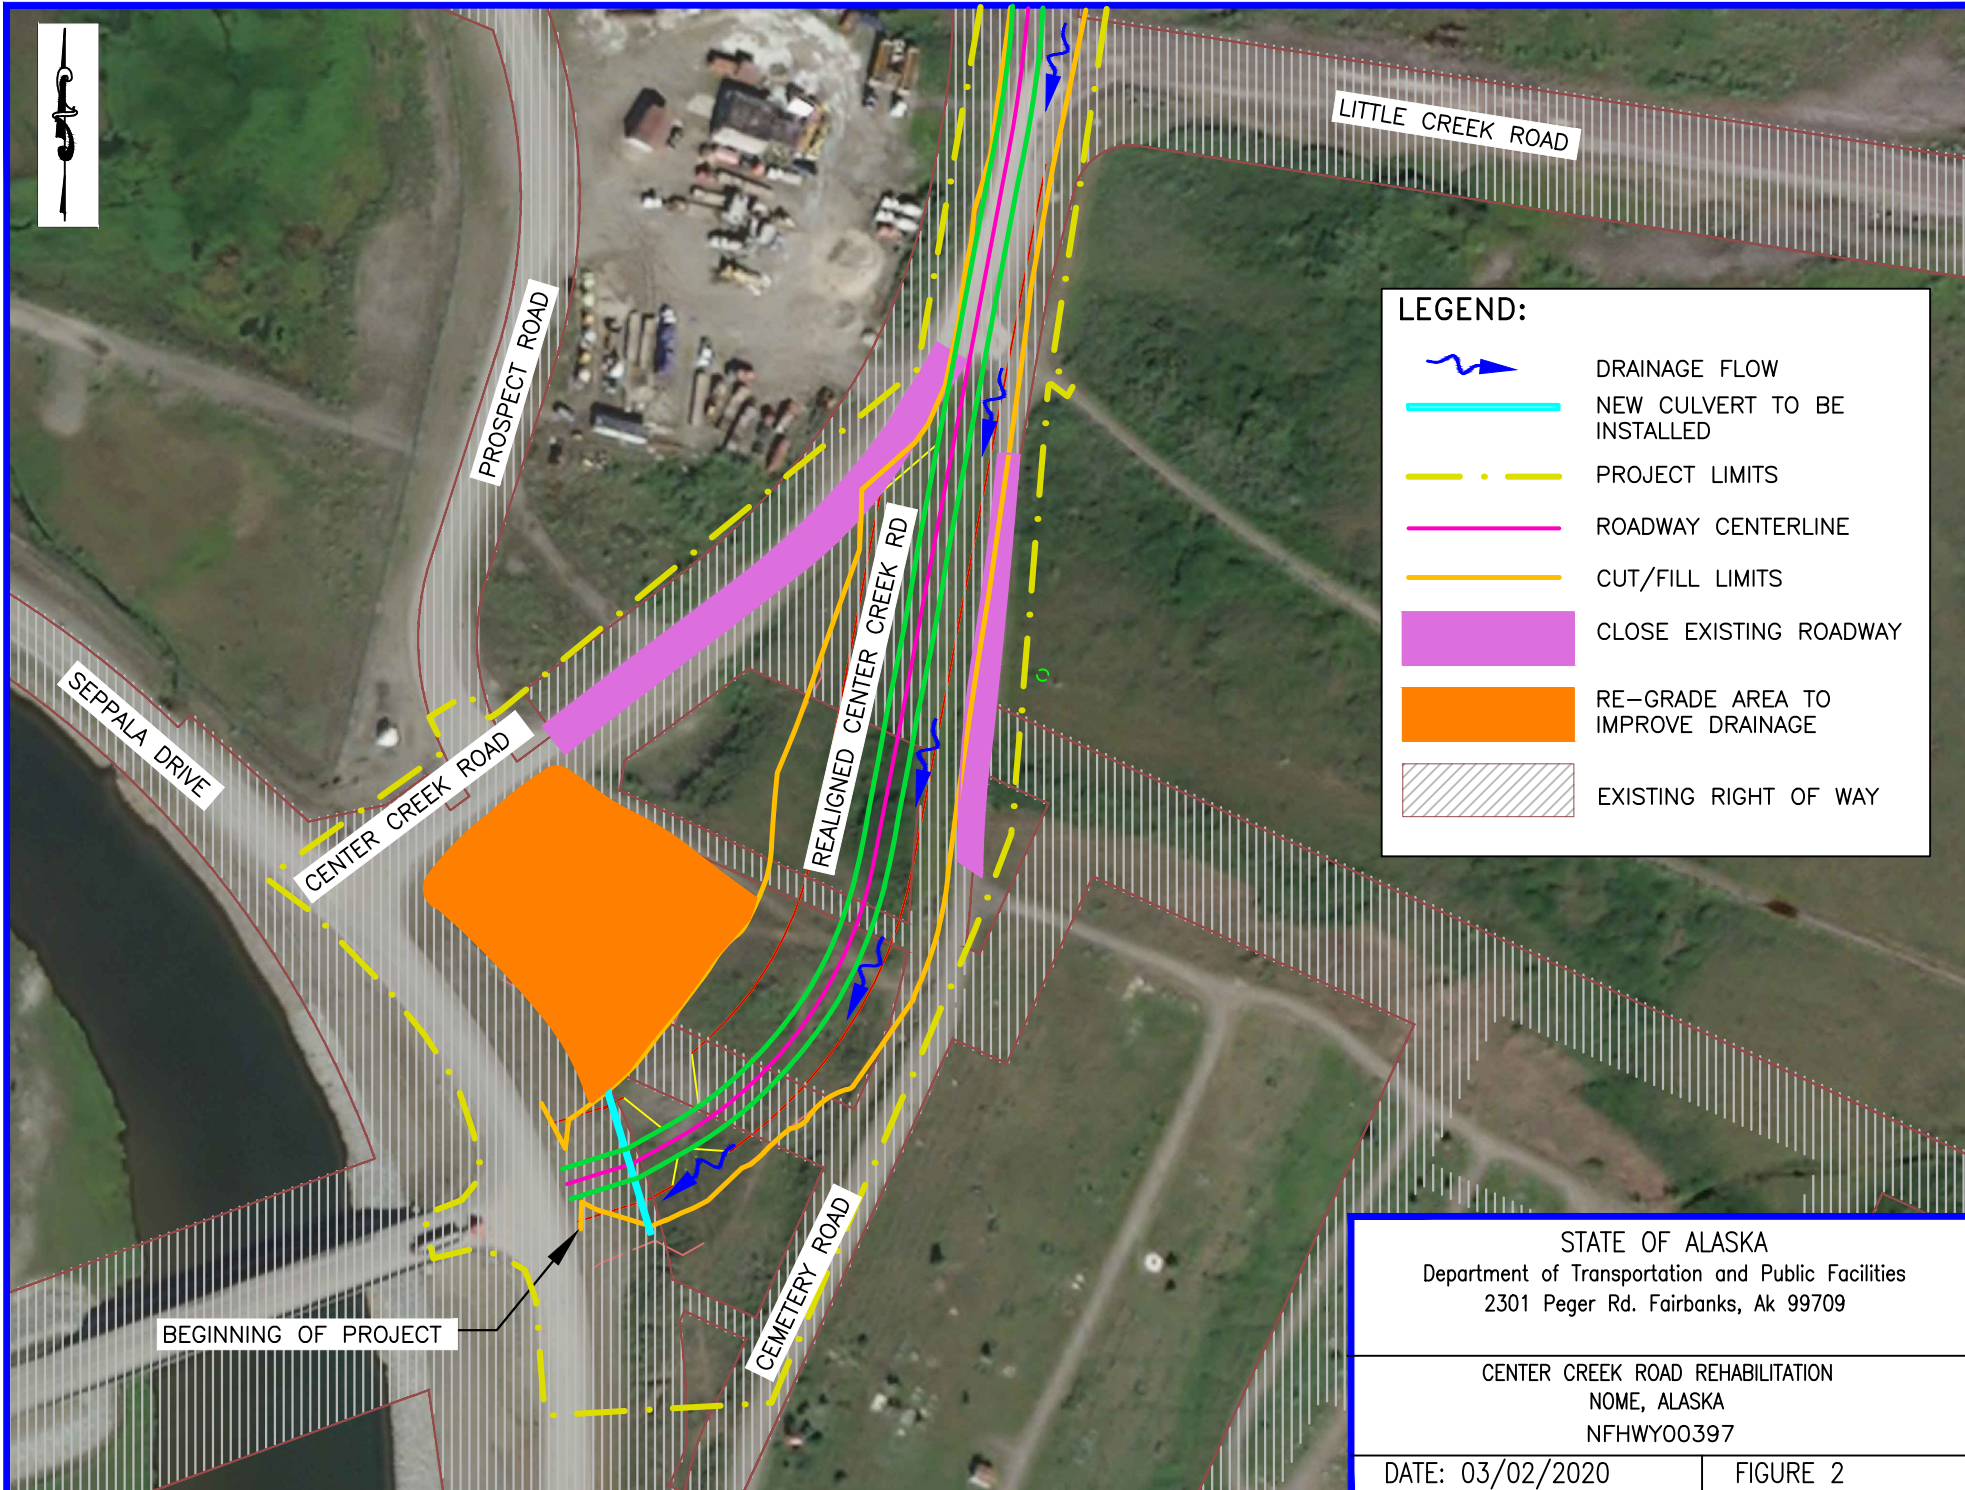 LITTLE CREEK ROAD
PROSPECT ROAD
LEGEND:
DRAINAGE FLOW
NEW CULVERT TO BE
INSTALLED
PROJECT LIMITS
ROADWAY CENTERLINE
CUT/FILL LIMITS
CLOSE EXISTING ROADWAY
RE-GRADE AREA TO
IMPROVE DRAINAGE
EXISTING RIGHT OF WAY
REALIGNED CENTER CREEK RD
SEPPALA DRIVE
CENTER CREEK ROAD
CEMETERY ROAD
BEGINNING OF PROJECT
STATE OF ALASKA
Department of Transportation and Public Facilities
2301 Peger Rd. Fairbanks, Ak 99709
CENTER CREEK ROAD REHABILITATION
NOME, ALASKA
NFHWY00397
DATE: 03/02/2020
FIGURE 2